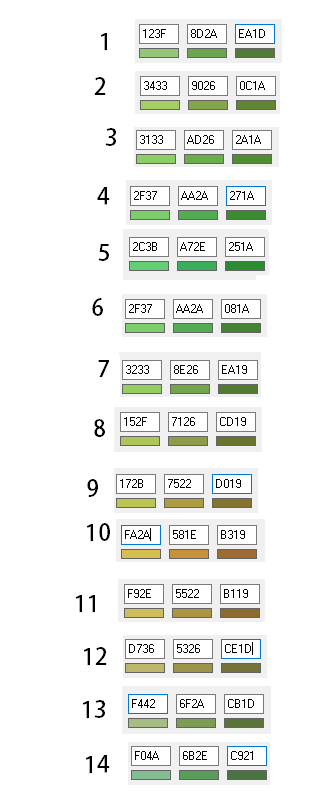 1 123F 8D2A EA1D
2 3433 9026 0C1A
3 3133 AD26 2A1A
4 2F37 AA2A 271A
5 2C3B A72E 251A
6 2F37 AA2A 081A
7 3233 8E26 EA19
8 152F 7126 CD19
9 172B 7522 D019
10 FA2A 581E B319
11 F92E 5522 B119
12 D736 5326 CE1D
13 F442 6F2A CB1D
14 F04A 6B2E C921